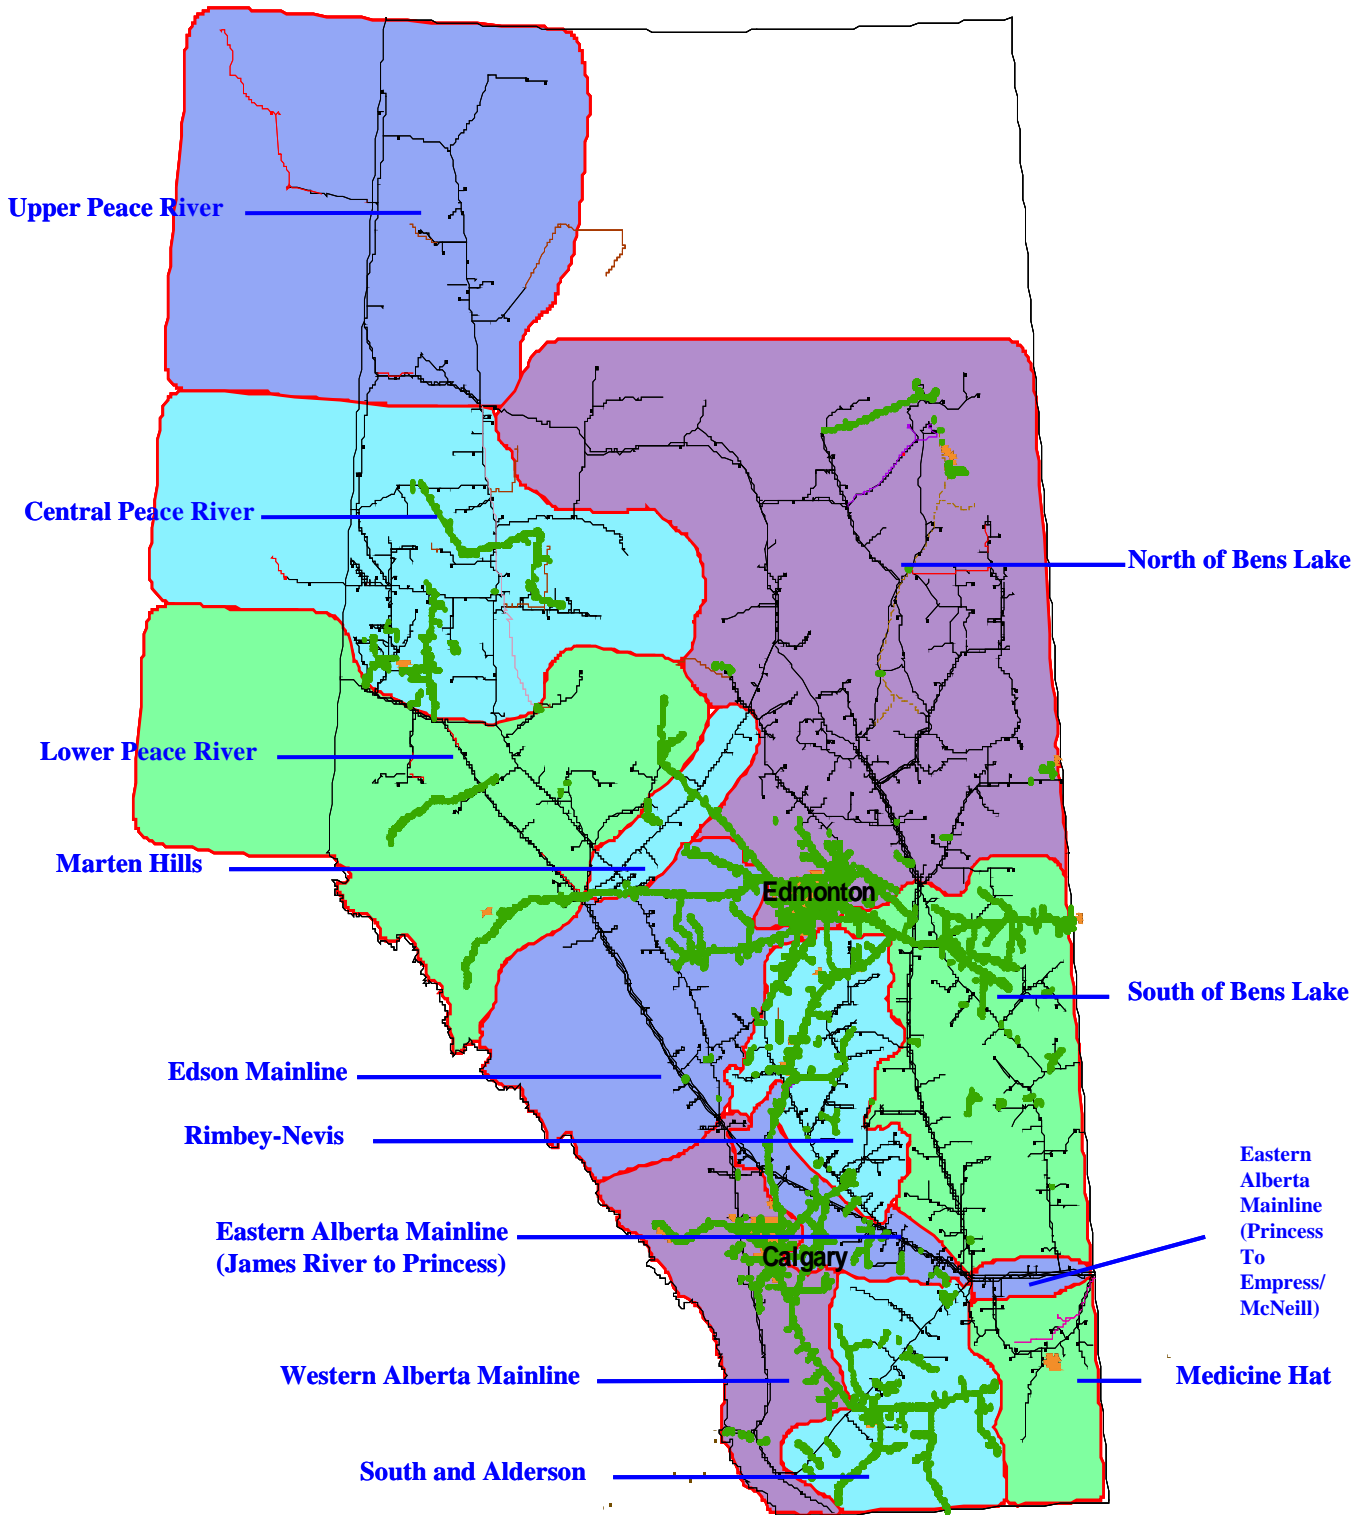 Upper Peace River
Central Peace River
North of Bens Lake
Lower Peace River
Marten Hills
Edmonton
South of Bens Lake
Edson Mainline
Rimbey-Nevis
Eastern
Alberta
Mainline
(Princess
To
Empress/
McNeill)
Eastern Alberta Mainline
(James River to Princess)
Calgary
Western Alberta Mainline
Medicine Hat
South and Alderson